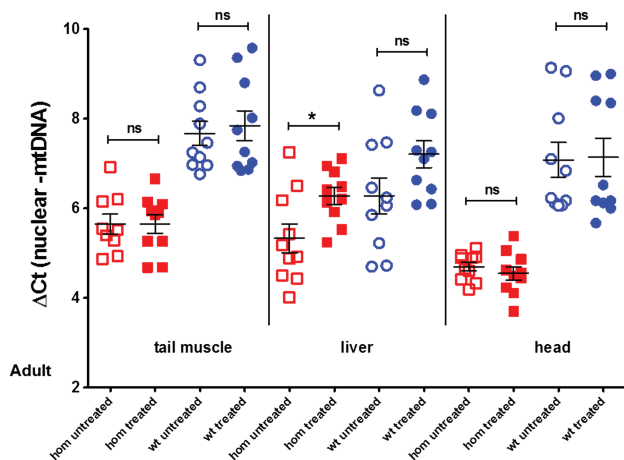 ns
ns
10
ns
8
*
ns
ΔCt (nuclear -mtDNA)
ns
6
4
tail muscle liver head
Adult
2
hom untreated hom treated wt untreated wt treated hom untreated hom treated wt untreated wt treated hom untreated hom treated wt untreated wt treated